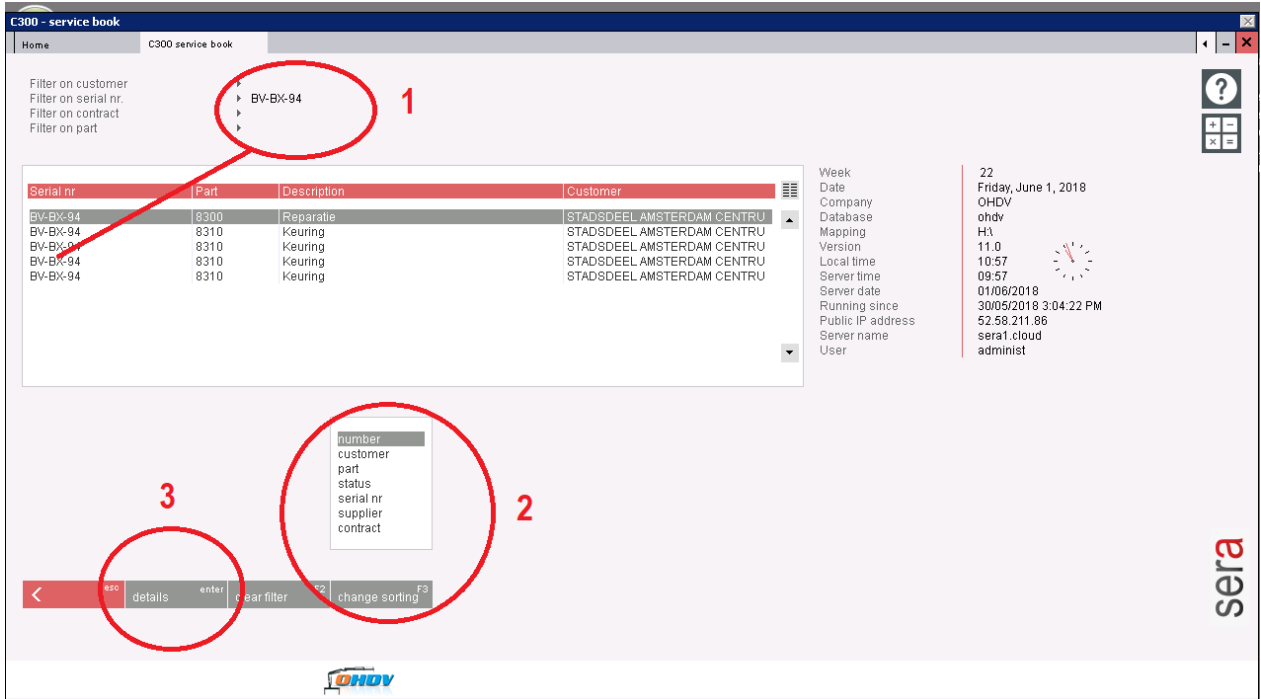 C300 - service book
Home C300 service book
Filter on customer
Filter on serial nr. BV-BX-94
Filter on contract
Filter on part
1
?
+ − × =
Serial nr Part Description Customer
BV-BX-94 8300 Reparatie STADSDEEL AMSTERDAM CENTRU
BV-BX-94 8310 Keuring STADSDEEL AMSTERDAM CENTRU
BV-BX-94 8310 Keuring STADSDEEL AMSTERDAM CENTRU
BV-BX-94 8310 Keuring STADSDEEL AMSTERDAM CENTRU
BV-BX-94 8310 Keuring STADSDEEL AMSTERDAM CENTRU
Week 22
Date Friday, June 1, 2018
Company OHDV
Database ohdv
Mapping H:\
Version 11.0
Local time 10:57
Server time 09:57
Server date 01/06/2018
Running since 30/05/2018 3:04:22 PM
Public IP address 52.58.211.86
Server name sera1.cloud
User administ
number
customer
part
status
serial nr
supplier
contract
2
3
esc details enter clear filter F2 change sorting F3
sera
OHDV